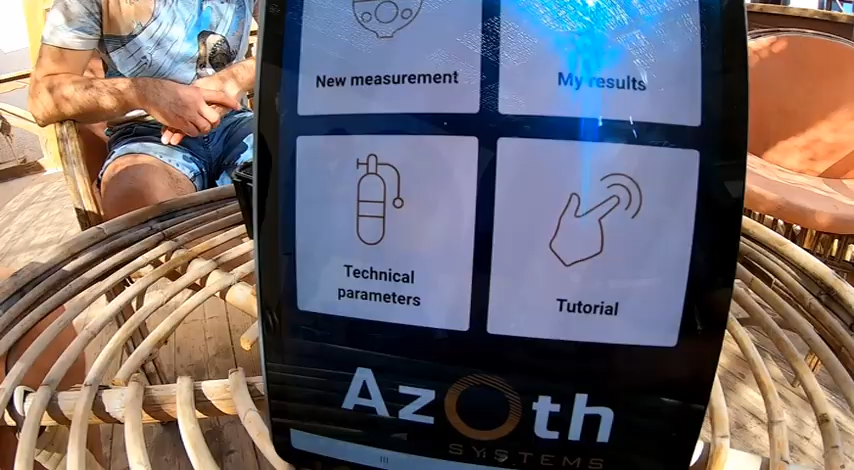 New measurement
My results
Technical
parameters
Tutorial
Azoth
SYSTEMS